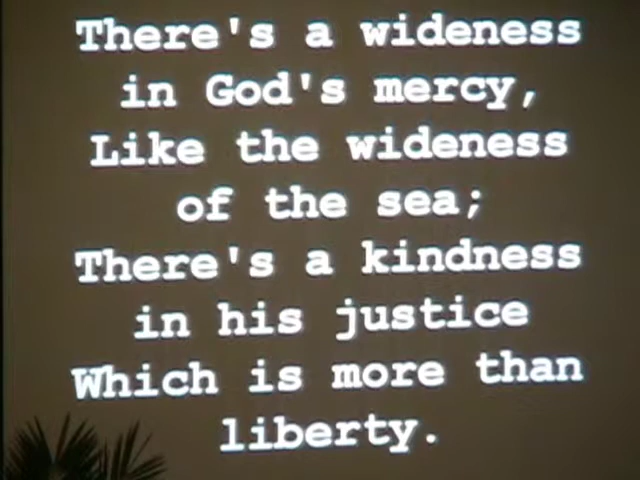 There's a wideness
in God's mercy,
Like the wideness
of the sea;
There's a kindness
in his justice
Which is more than
liberty.